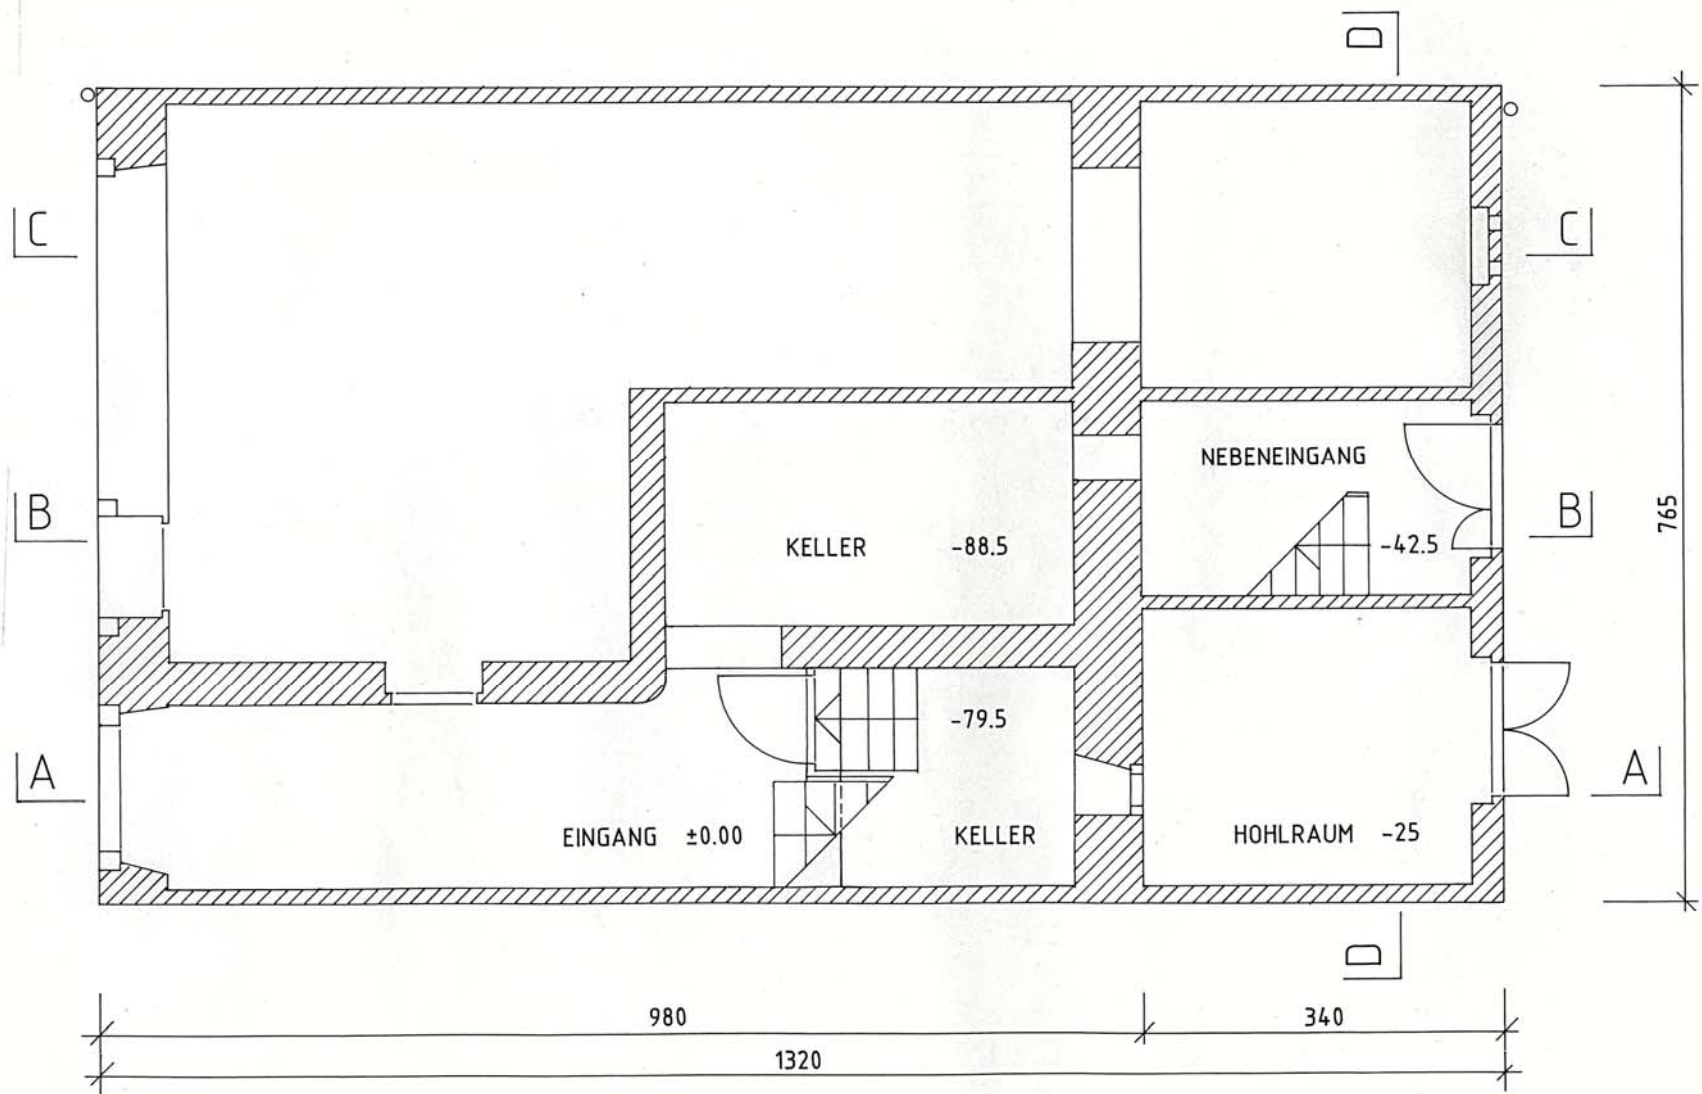 D
C
C
NEBENEINGANG
B
B
765
KELLER -88.5
-42.5
-79.5
A
A
EINGANG ±0.00
KELLER
HOHLRAUM -25
D
980
340
1320